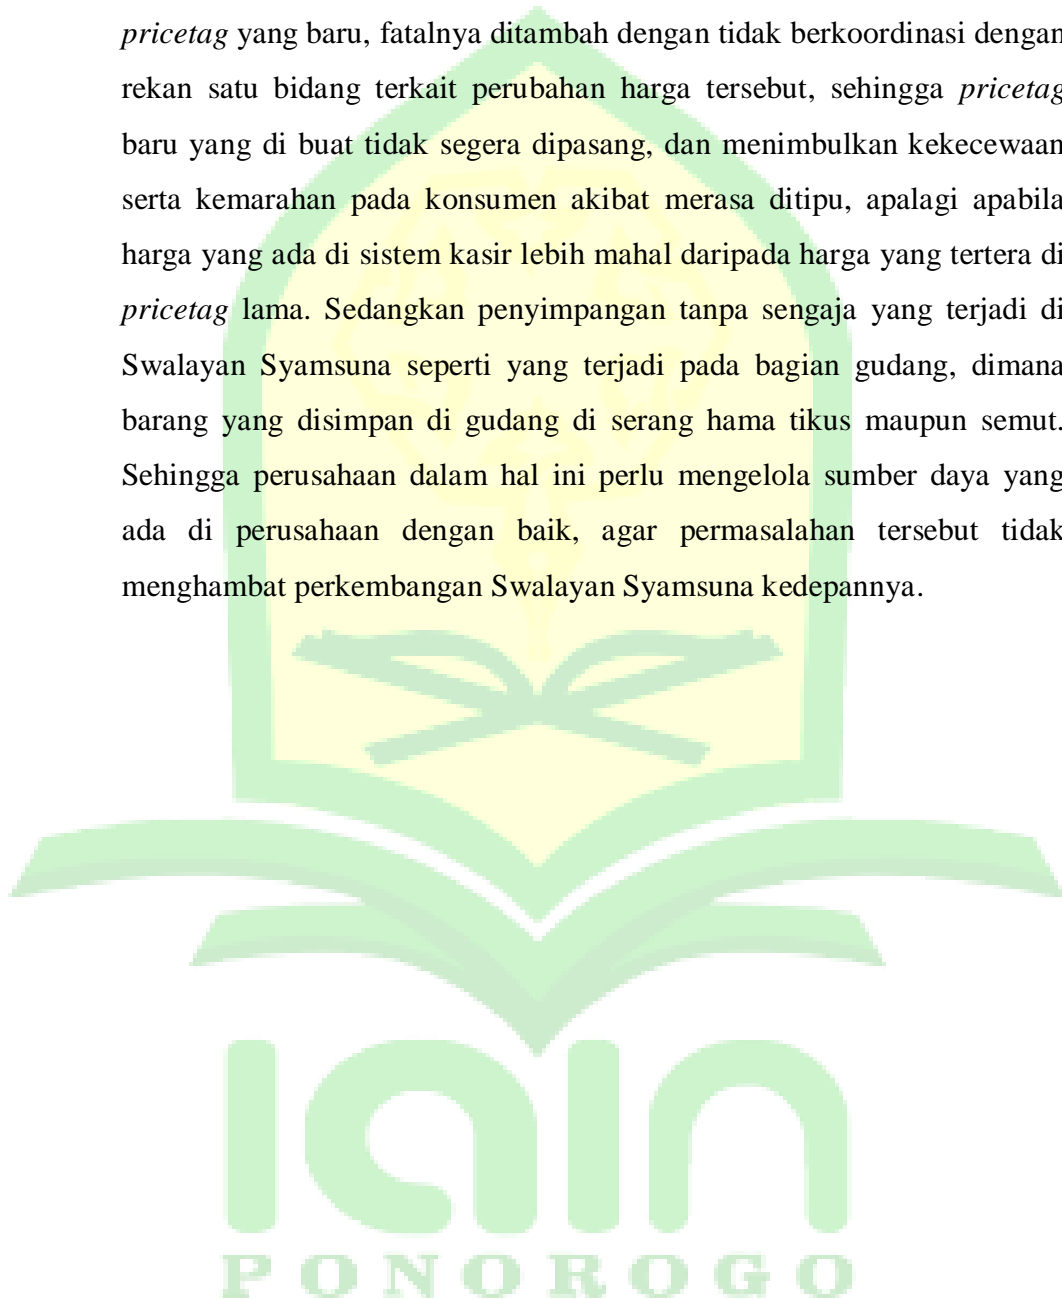 pricetag yang baru, fatalnya ditambah dengan tidak berkoordinasi dengan
rekan satu bidang terkait perubahan harga tersebut, sehingga pricetag
baru yang di buat tidak segera dipasang, dan menimbulkan kekecewaan
serta kemarahan pada konsumen akibat merasa ditipu, apalagi apabila
harga yang ada di sistem kasir lebih mahal daripada harga yang tertera di
pricetag lama. Sedangkan penyimpangan tanpa sengaja yang terjadi di
Swalayan Syamsuna seperti yang terjadi pada bagian gudang, dimana
barang yang disimpan di gudang di serang hama tikus maupun semut.
Sehingga perusahaan dalam hal ini perlu mengelola sumber daya yang
ada di perusahaan dengan baik, agar permasalahan tersebut tidak
menghambat perkembangan Swalayan Syamsuna kedepannya.
iain
PONOROGO